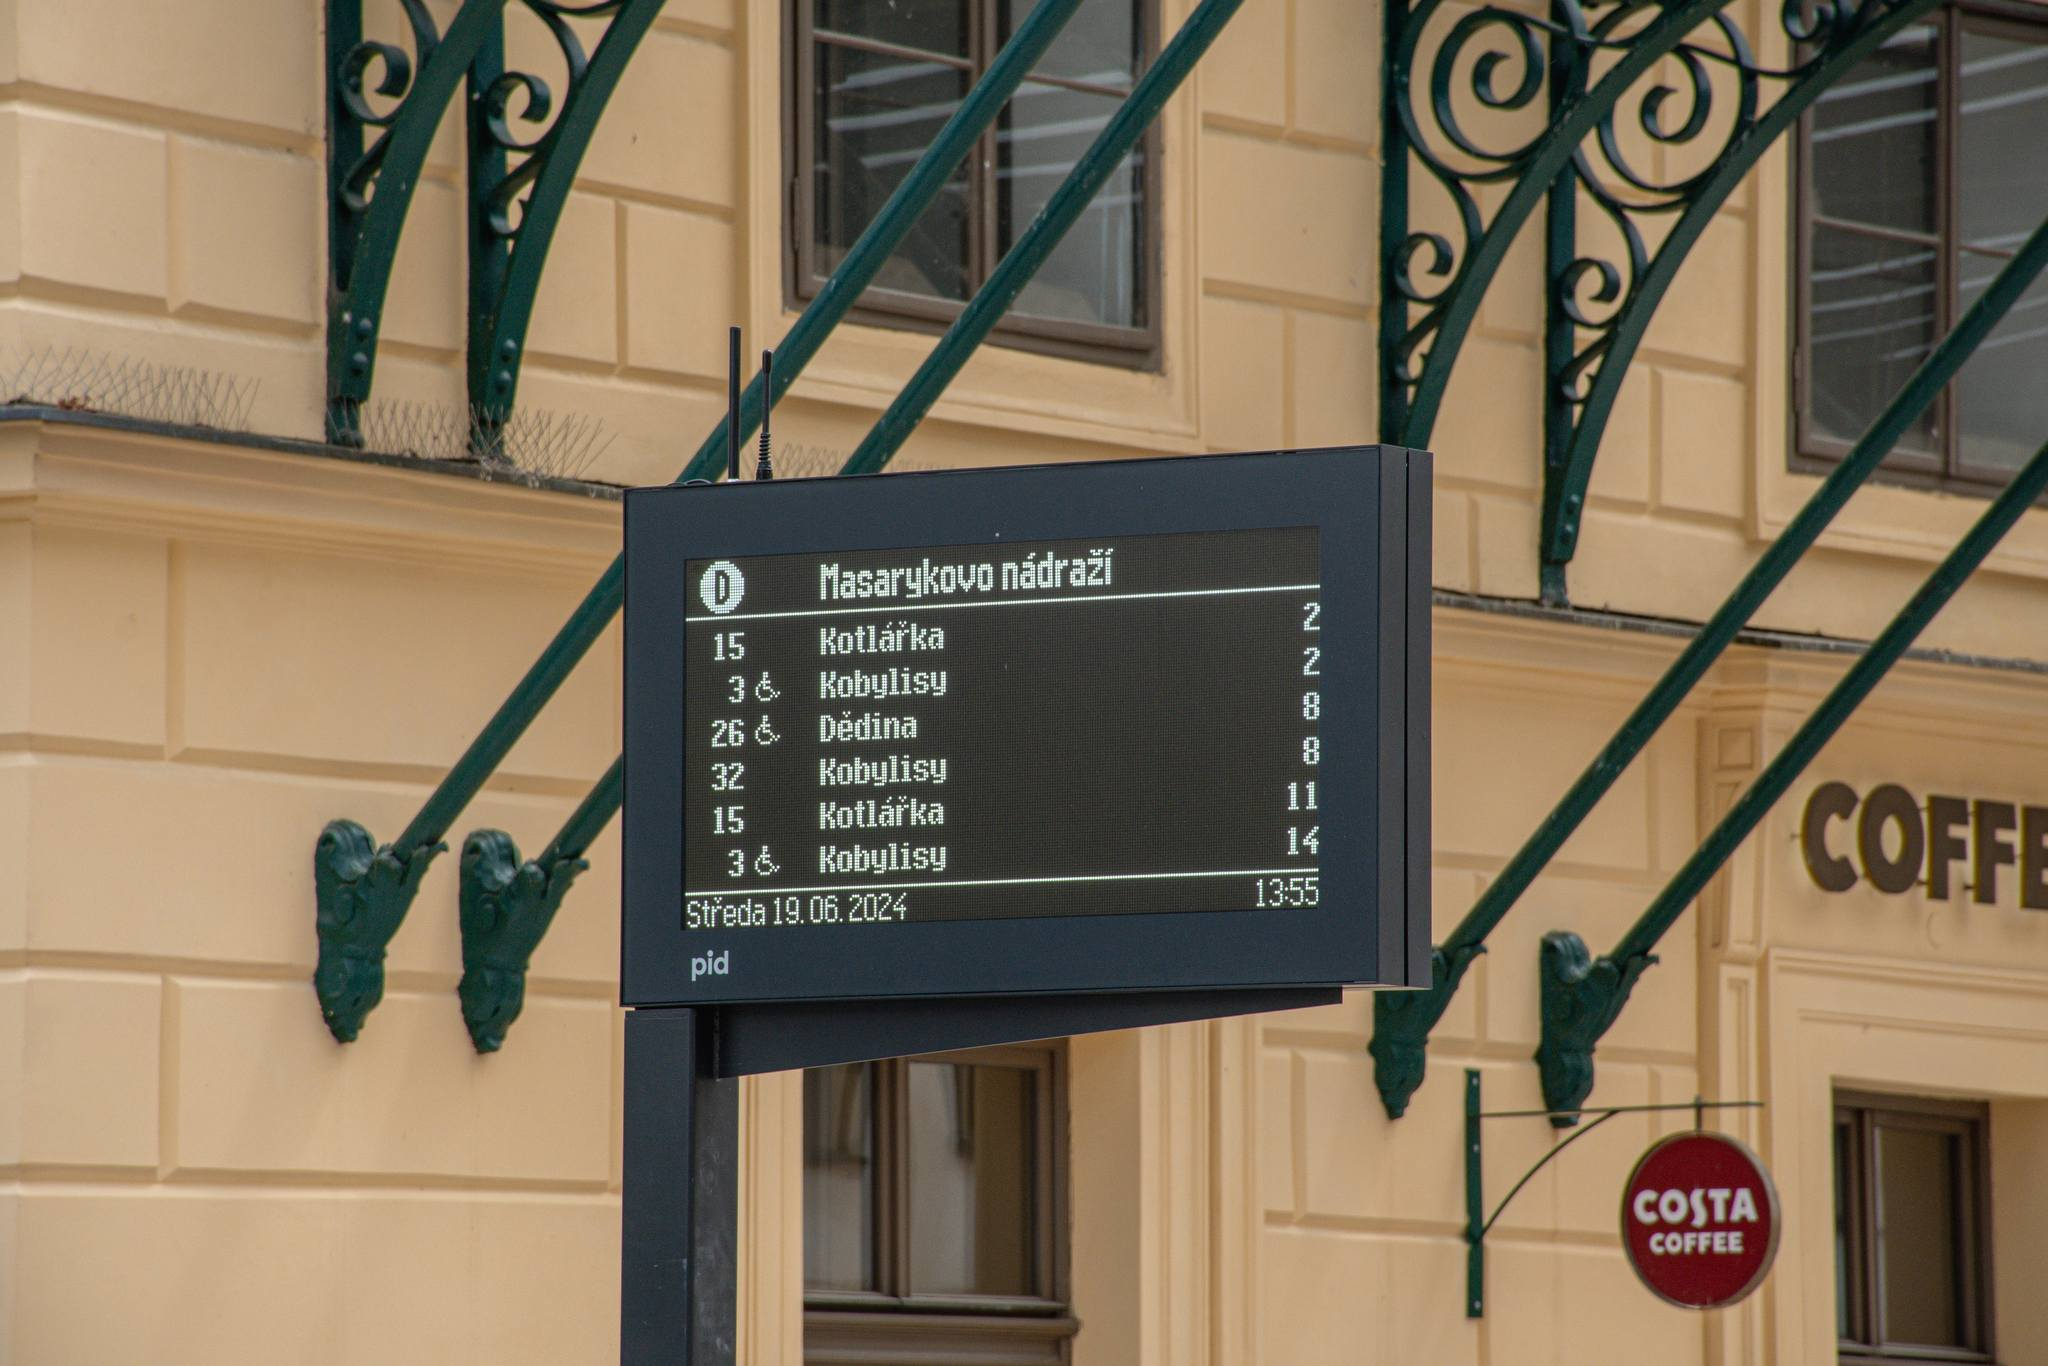 D Masarykovo nádraží
15 Kotlářka 2
3 Kobylisy 2
26 Dědina 8
32 Kobylisy 8
15 Kotlářka 11
3 Kobylisy 14
Středa 19.06.2024 13:55
pid
COFFE
COSTA
COFFEE